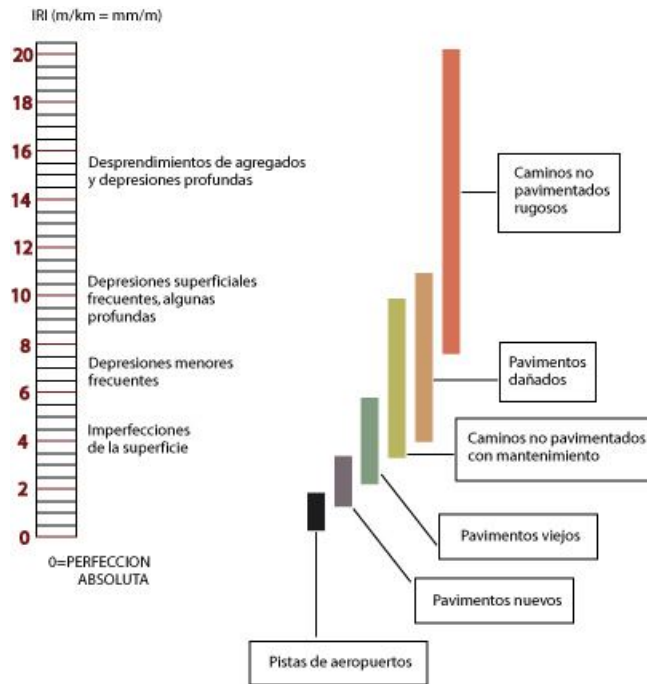 IRI (m/km = mm/m)
20
18
16
14
12
10
8
6
4
2
0
0=PERFECCION
ABSOLUTA
Desprendimientos de agregados
y depresiones profundas
Depresiones superficiales
frecuentes, algunas
profundas
Depresiones menores
frecuentes
Imperfecciones
de la superficie
Caminos no
pavimentados
rugosos
Pavimentos
dañados
Caminos no pavimentados
con mantenimiento
Pavimentos viejos
Pavimentos nuevos
Pistas de aeropuertos